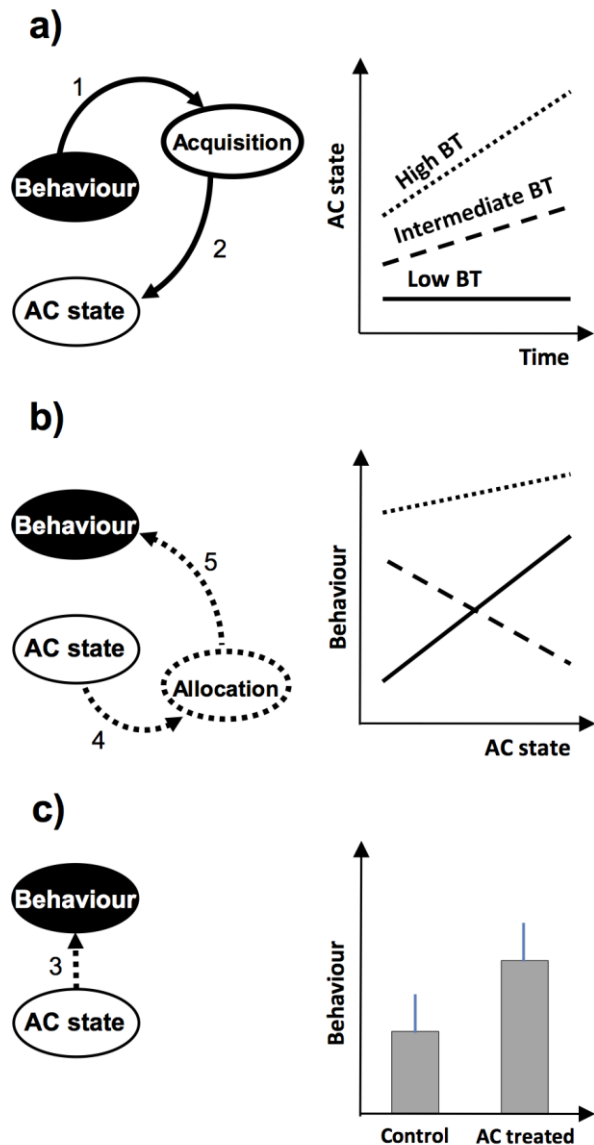 a)
1
Acquisition
Behaviour
2
AC state
AC state
High BT
Intermediate BT
Low BT
Time
b)
Behaviour
5
AC state
Allocation
4
Behaviour
AC state
c)
Behaviour
3
AC state
Behaviour
Control
AC treated